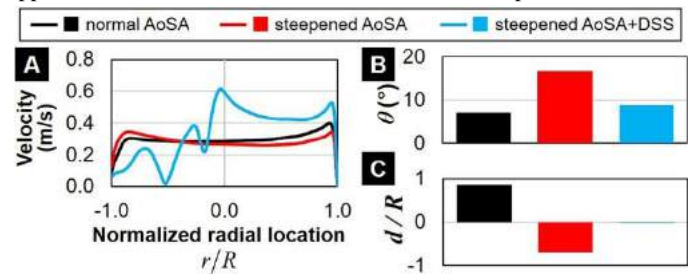 normal AoSA steepened AoSA steepened AoSA+DSS
A
Velocity (m/s)
0.8
0.6
0.4
0.2
0.0
-1.0 0.0 1.0
Normalized radial location
r/R
B
θ(°)
20
10
0
C
d/R
1
0
-1